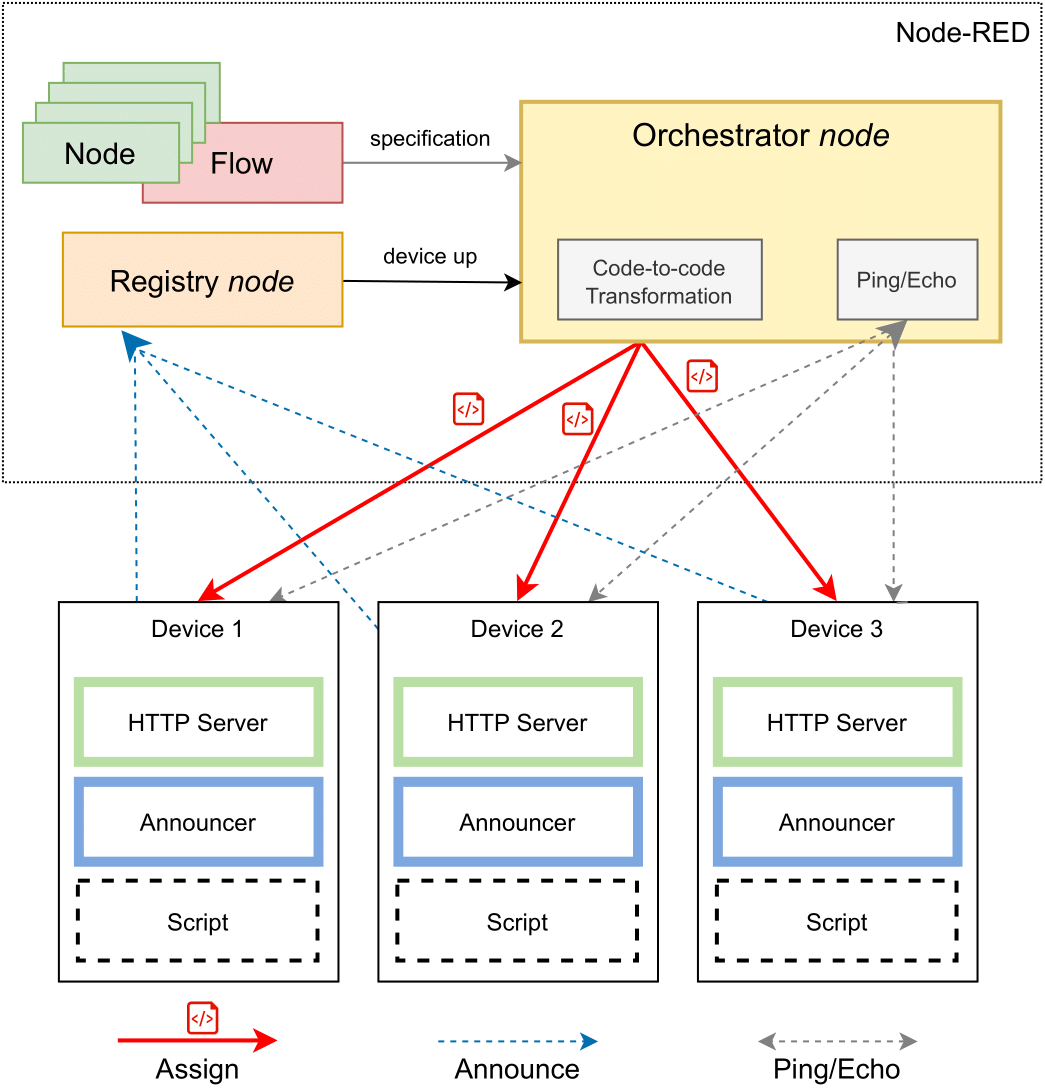 Node-RED
Node
Flow
specification
Orchestrator node
Registry node
device up
Code-to-code
Transformation
Ping/Echo
</>
</>
</>
Device 1
Device 2
Device 3
HTTP Server
HTTP Server
HTTP Server
Announcer
Announcer
Announcer
Script
Script
Script
</>
Assign
Announce
Ping/Echo